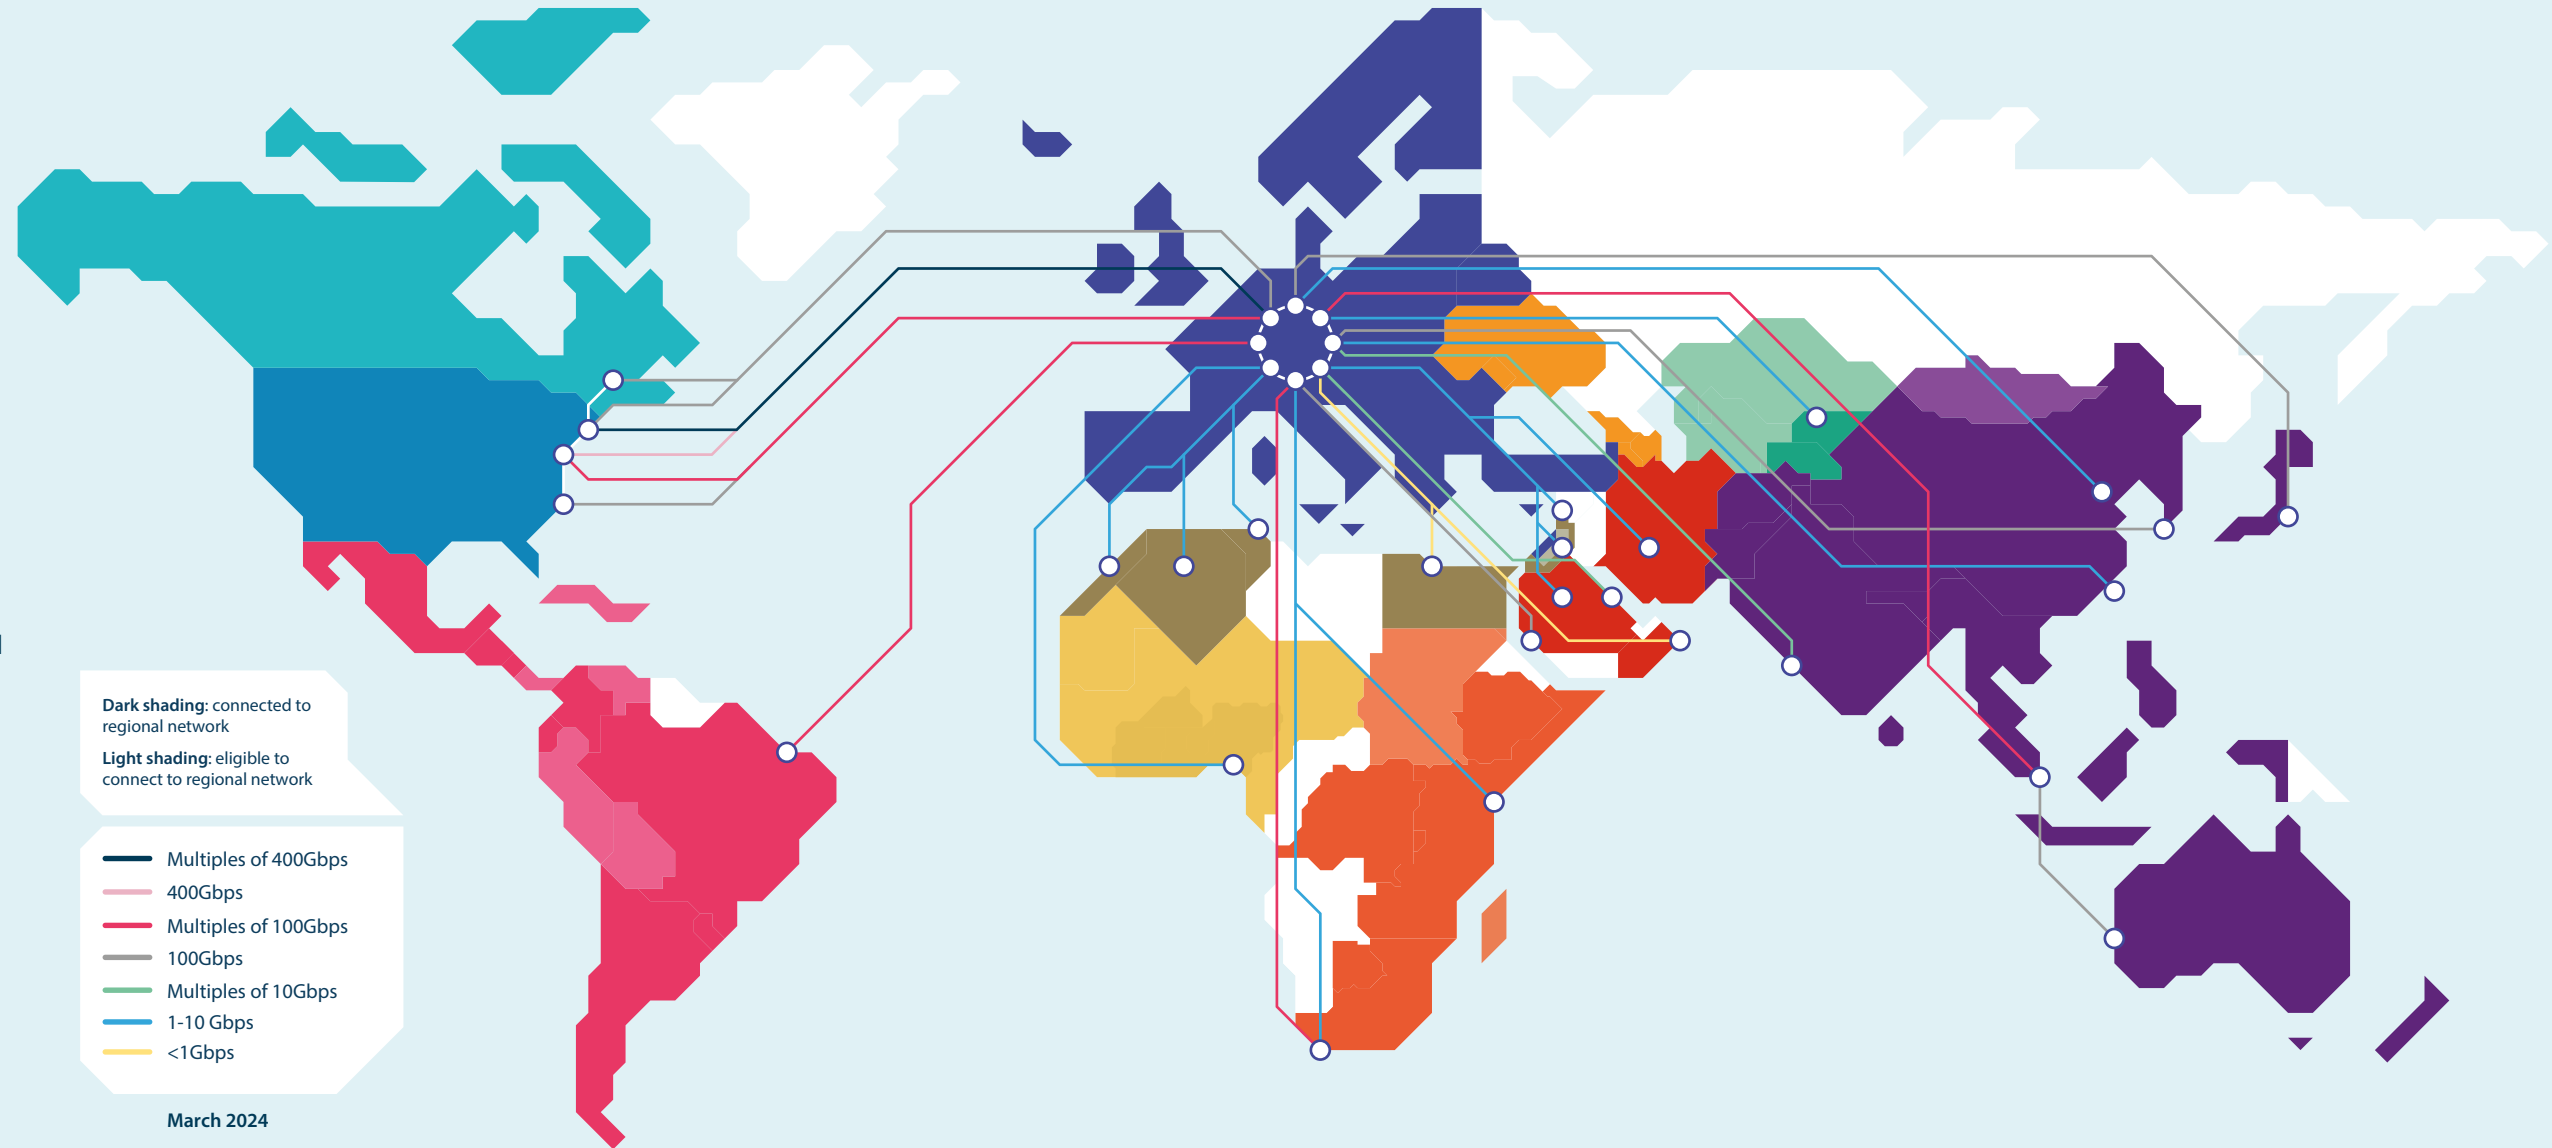 Dark shading: connected to
regional network
Light shading: eligible to
connect to regional network
Multiples of 400Gbps
400Gbps
Multiples of 100Gbps
100Gbps
Multiples of 10Gbps
1-10 Gbps
<1Gbps
March 2024